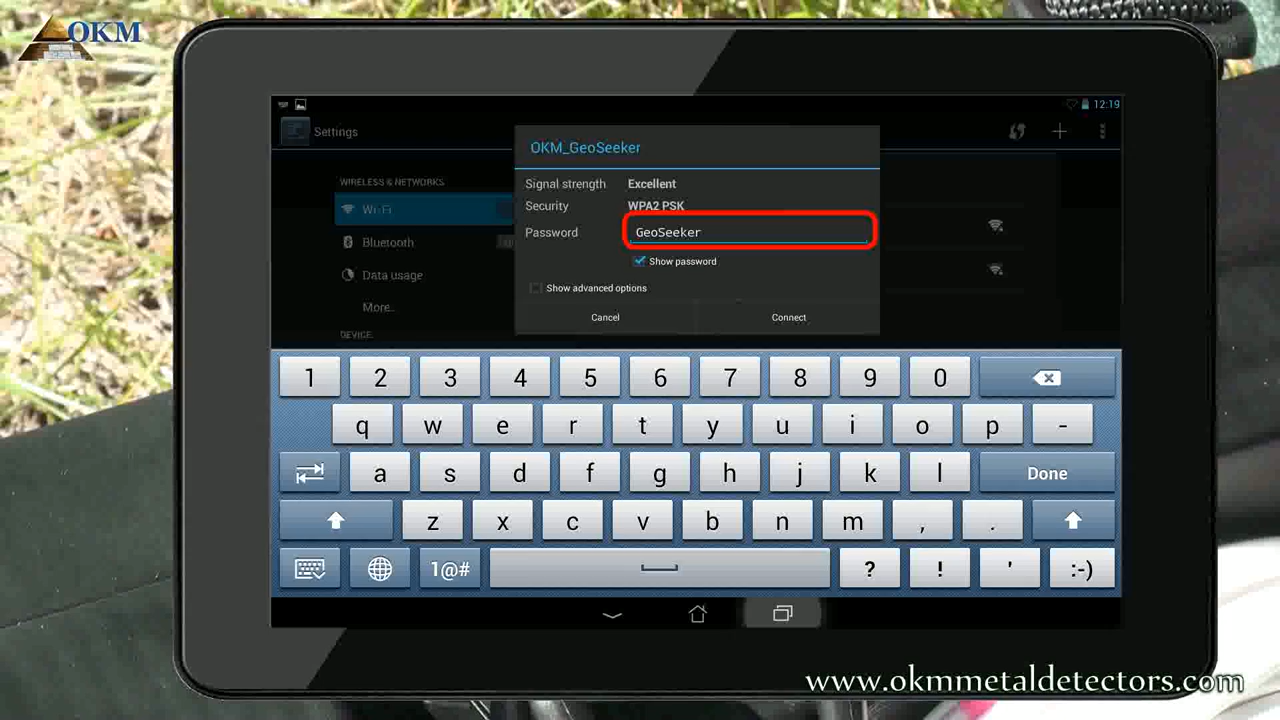 OKM
12:19
Settings
OKM_GeoSeeker
WIRELESS & NETWORKS
Signal strength Excellent
Security WPA2 PSK
Wi-Fi
Password GeoSeeker
Bluetooth
Show password
Data usage
Show advanced options
More...
Cancel Connect
DEVICE
1 2 3 4 5 6 7 8 9 0
q w e r t y u i o p -
a s d f g h j k l Done
z x c v b n m , .
1@# ? ! ' :-)
www.okmmetaldetectors.com